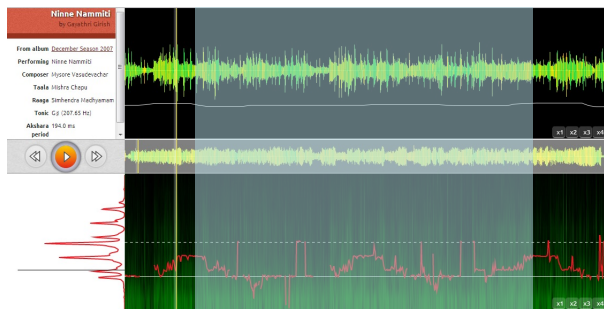 Ninne Nammiti
by Gayathri Girish
From album December Season 2007
Performing Ninne Nammiti
Composer Mysore Vasadevachar
Taala Mishra Chapu
Raaga Simhendra Madhyamam
Tonic G♯ (207.65 Hz)
Akshara 194.0 ms
period
x1 x2 x3 x4
x1 x2 x3 x4